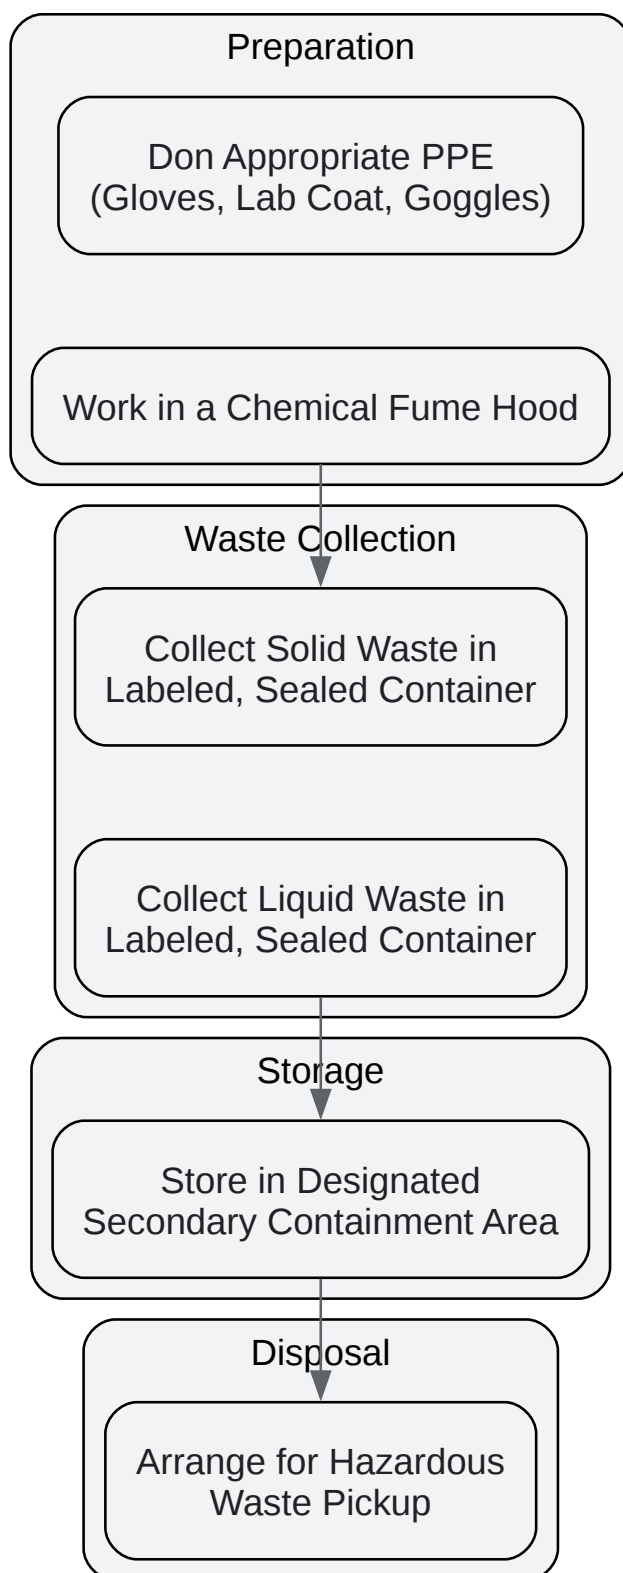 Preparation
Don Appropriate PPE
(Gloves, Lab Coat, Goggles)
Work in a Chemical Fume Hood
Waste Collection
Collect Solid Waste in
Labeled, Sealed Container
Collect Liquid Waste in
Labeled, Sealed Container
Storage
Store in Designated
Secondary Containment Area
Disposal
Arrange for Hazardous
Waste Pickup